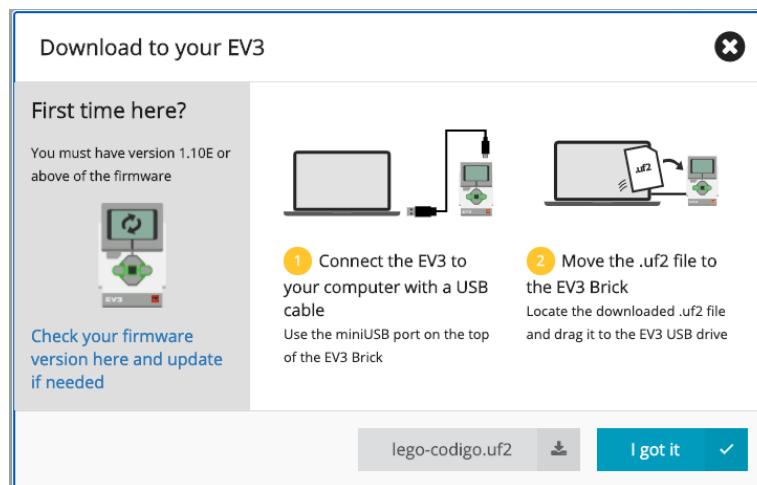 Download to your EV3
First time here?
You must have version 1.10E or
above of the firmware
EV3
Check your firmware
version here and update
if needed
EV3
.uf2
1 Connect the EV3 to
your computer with a USB
cable
Use the miniUSB port on the top
of the EV3 Brick
2 Move the .uf2 file to
the EV3 Brick
Locate the downloaded .uf2 file
and drag it to the EV3 USB drive
lego-codigo.uf2
I got it